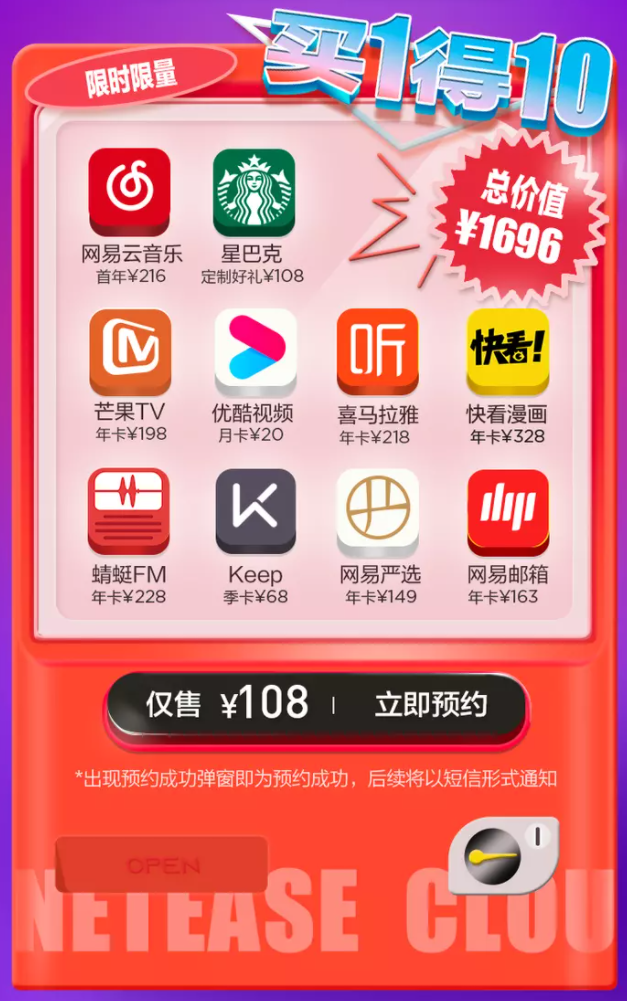 买1得10
限时限量
总价值
¥1696
网易云音乐 星巴克
首年¥216 定制好礼¥108
听 快看!
芒果TV 优酷视频 喜马拉雅 快看漫画
年卡¥198 月卡¥20 年卡¥218 年卡¥328
蜻蜓FM Keep 网易严选 网易邮箱
年卡¥228 季卡¥68 年卡¥149 年卡¥163
仅售 ¥108 | 立即预约
*出现预约成功弹窗即为预约成功，后续将以短信形式通知
OPEN
NETEASE CLOU